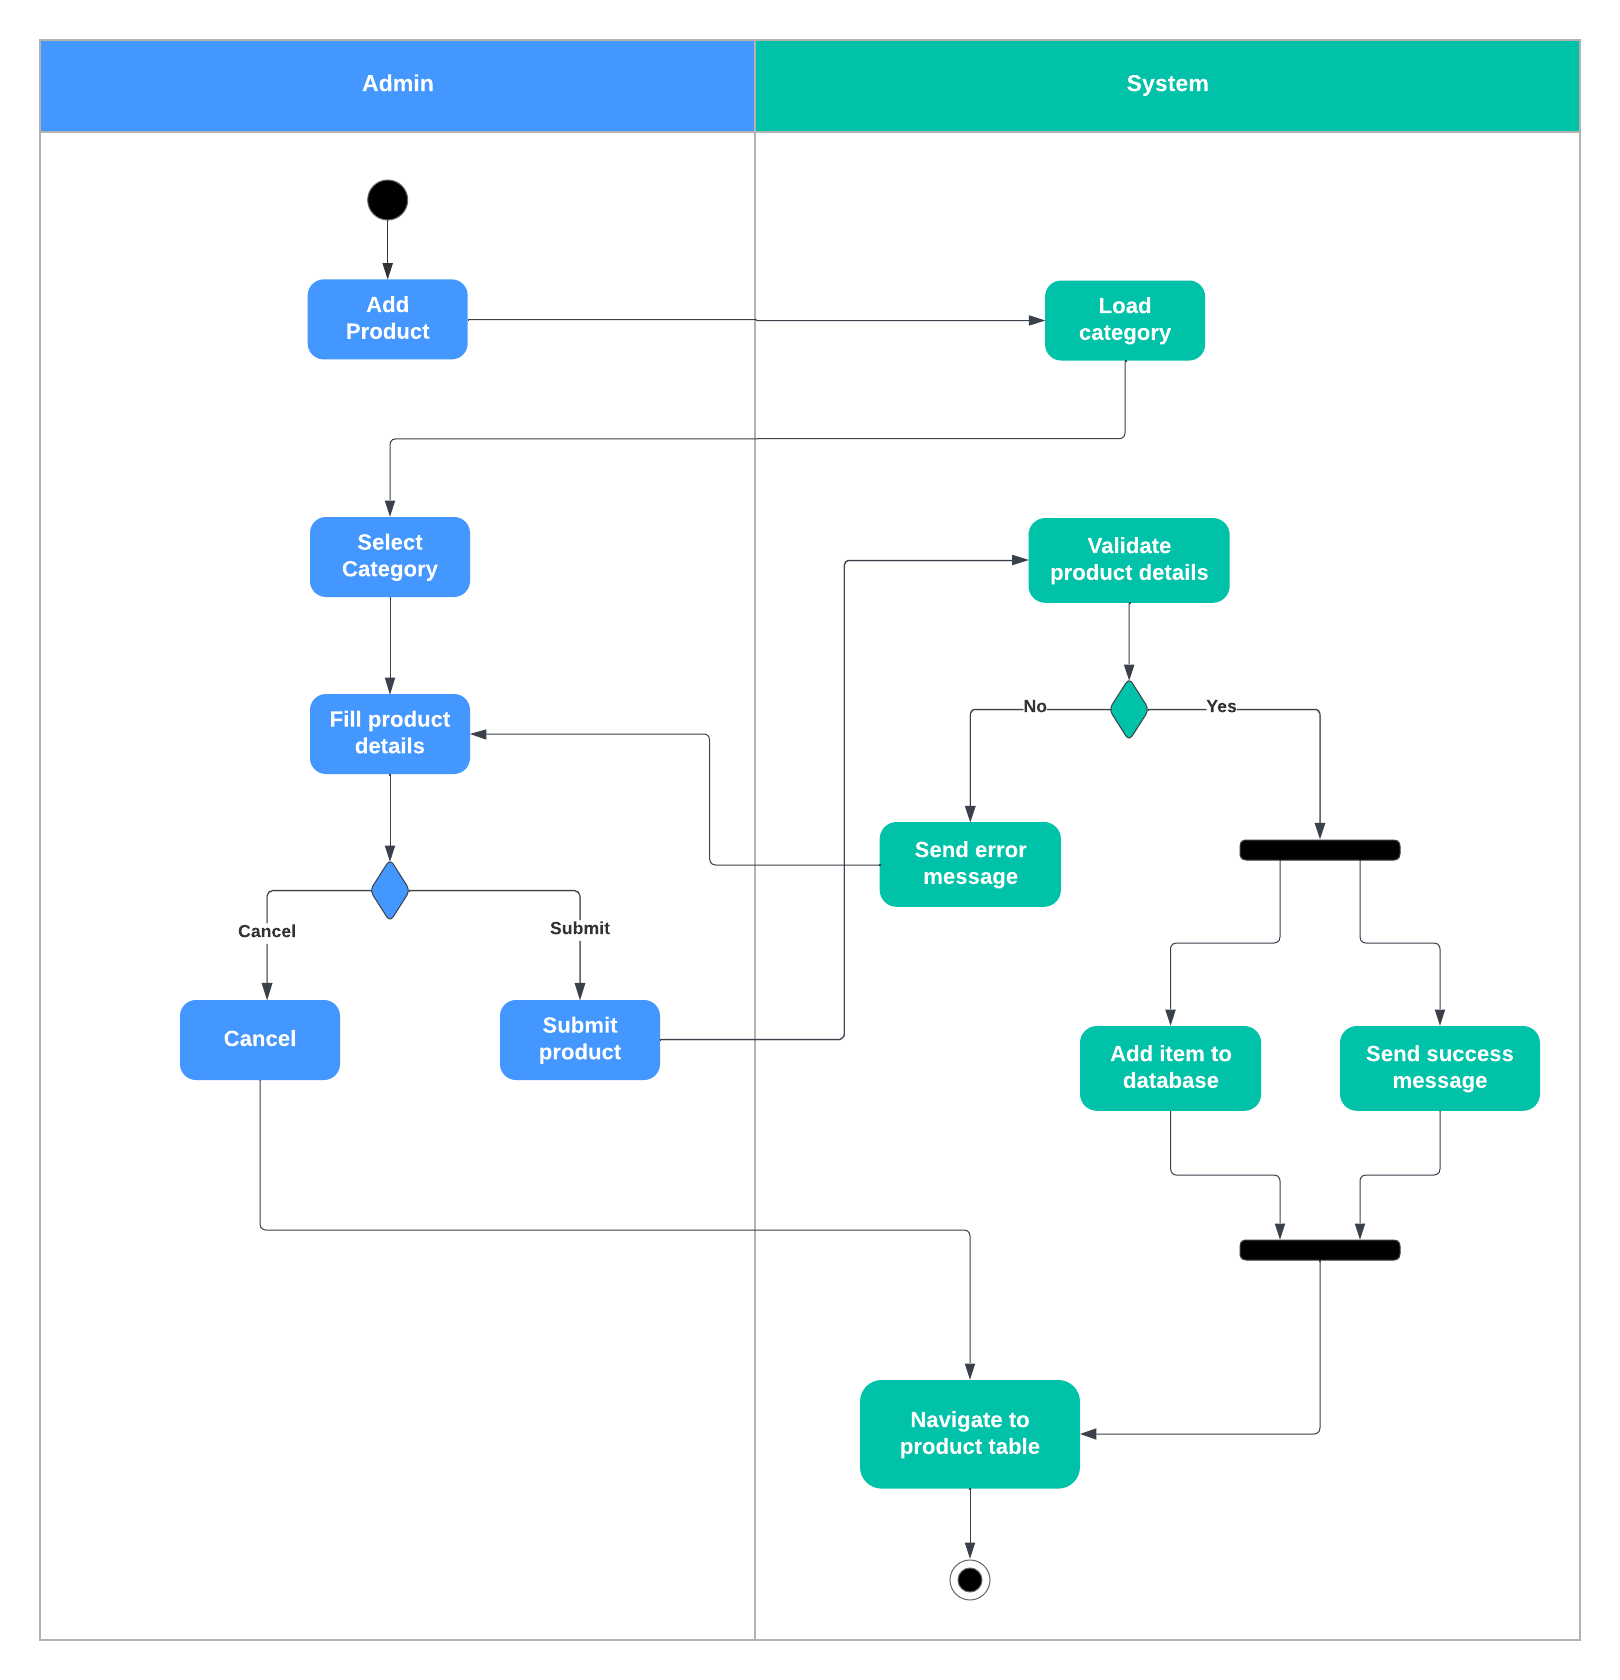 Admin
System
Add
Product
Load
category
Select
Category
Validate
product details
Fill product
details
No
Yes
Send error
message
Cancel
Submit
Cancel
Submit
product
Add item to
database
Send success
message
Navigate to
product table